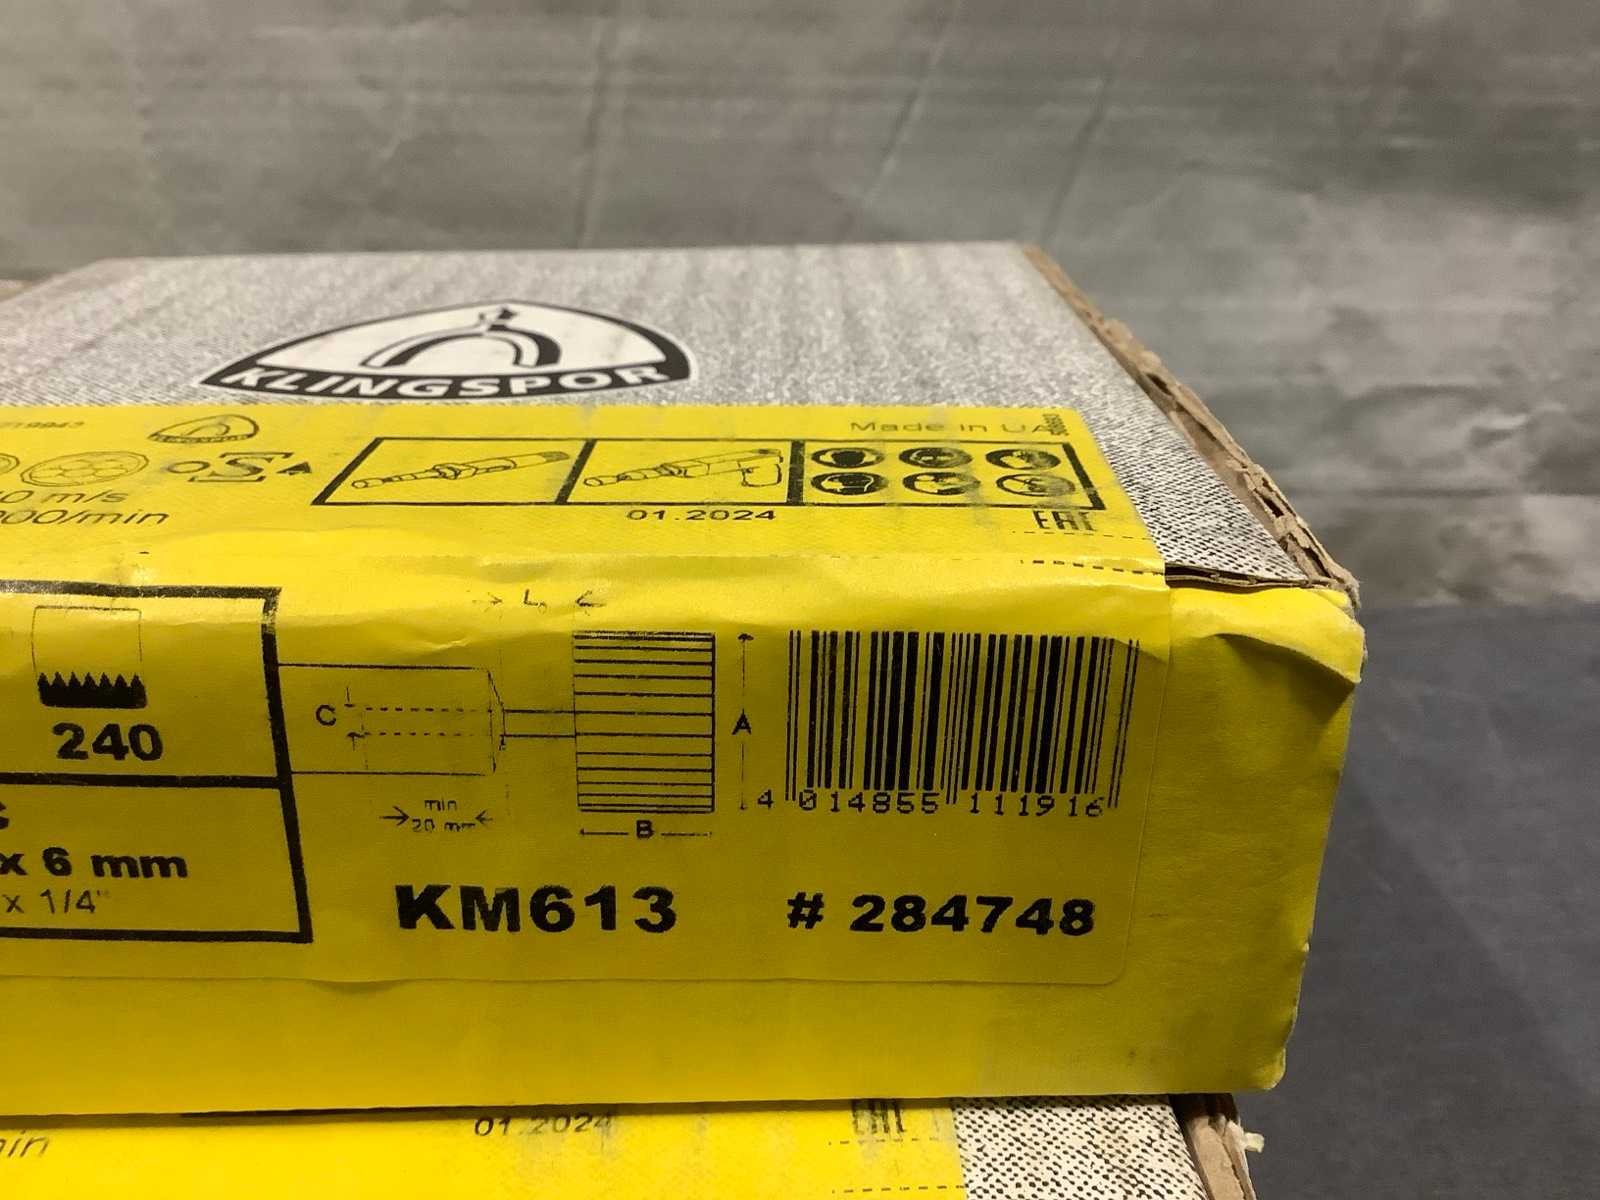 KLINGSPOR
KLINGSPOR
Made in UA
01.2024
EAC
L
C
A
B
min
20 mm
240
x 6 mm
x 1/4"
4 014855 111916
KM613
# 284748
01.2024
EAC